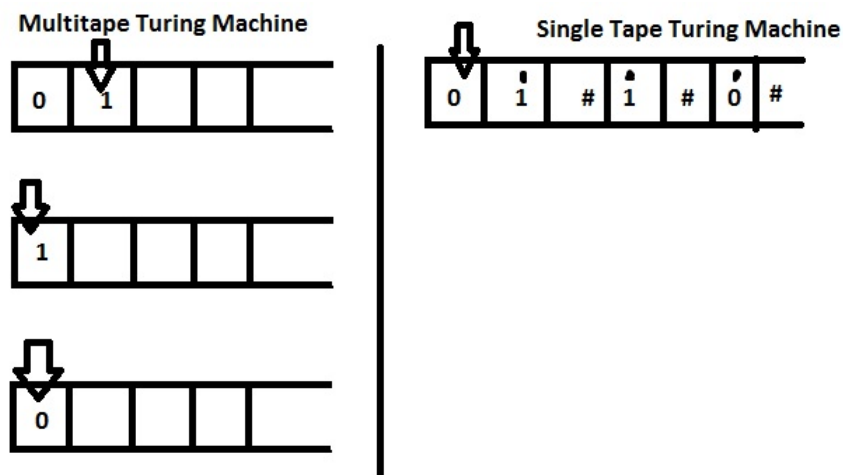 Multitape Turing Machine
Single Tape Turing Machine
0 1
0 1 # 1 # 0 #
1
0